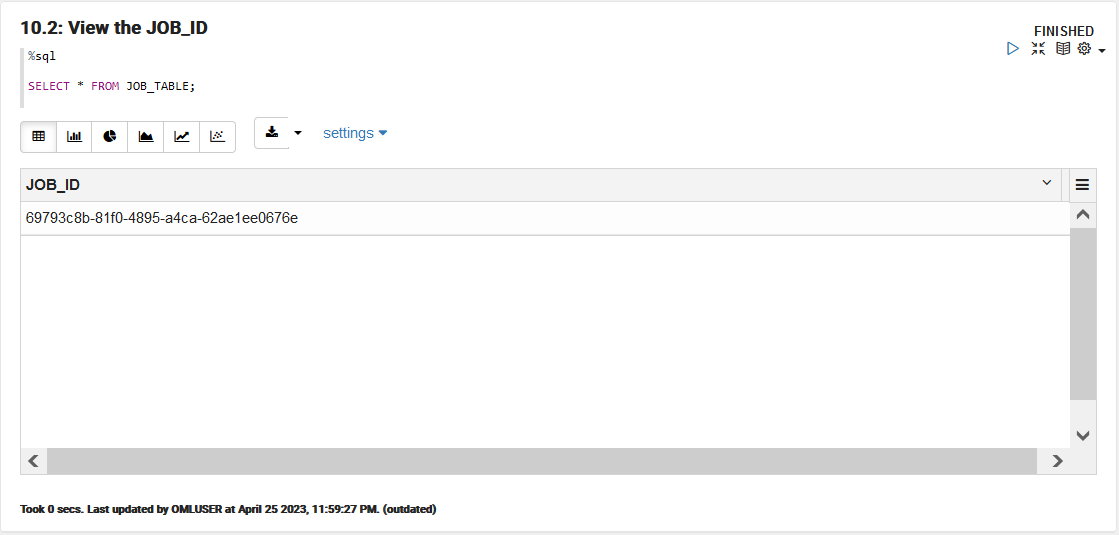 10.2: View the JOB_ID
FINISHED
%sql
SELECT * FROM JOB_TABLE;
settings
JOB_ID
69793c8b-81f0-4895-a4ca-62ae1ee0676e
Took 0 secs. Last updated by OMLUSER at April 25 2023, 11:59:27 PM. (outdated)